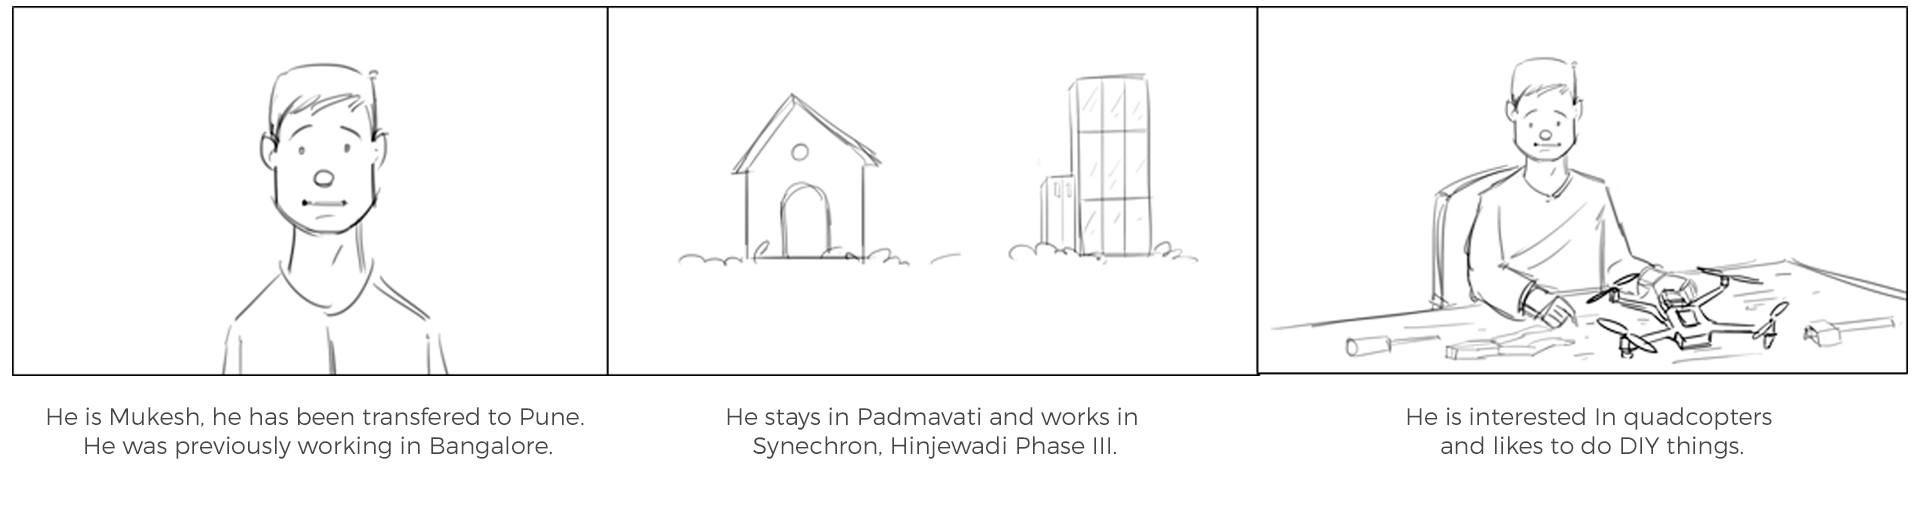 He is Mukesh, he has been transfered to Pune.
He was previously working in Bangalore.
He stays in Padmavati and works in
Synechron, Hinjewadi Phase III.
He is interested In quadcopters
and likes to do DIY things.